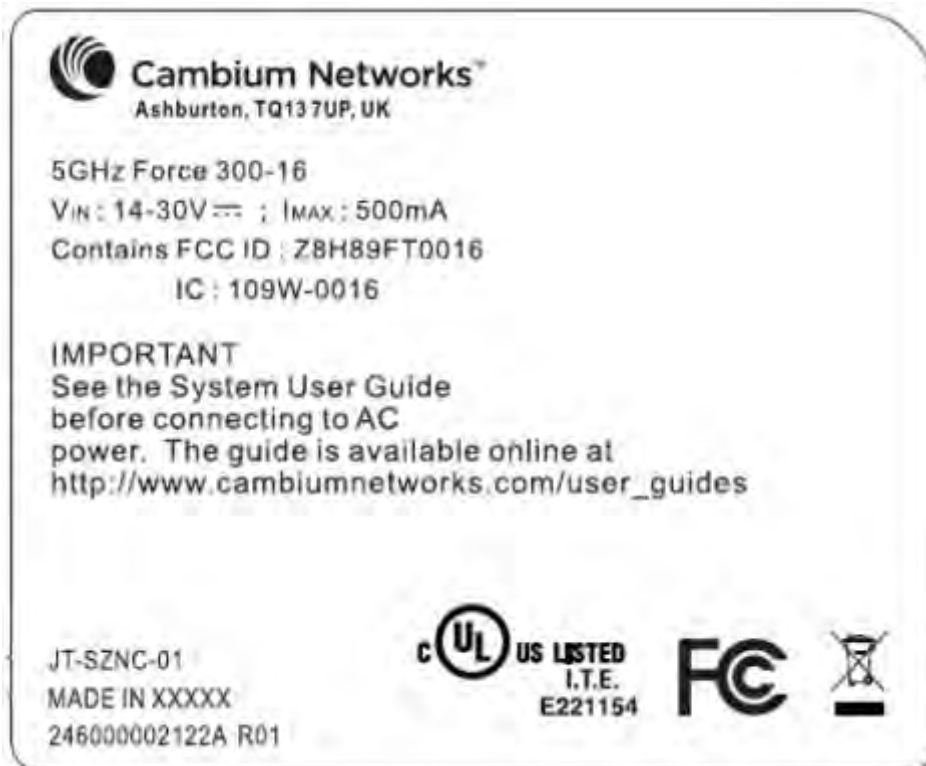 Cambium Networks™
Ashburton, TQ13 7UP, UK
5GHz Force 300-16
VIN : 14-30V ⎓ ; IMAX : 500mA
Contains FCC ID : Z8H89FT0016
IC : 109W-0016
IMPORTANT
See the System User Guide
before connecting to AC
power. The guide is available online at
http://www.cambiumnetworks.com/user_guides
JT-SZNC-01
MADE IN XXXXX
246000002122A R01
C UL US LISTED
I.T.E.
E221154
FC